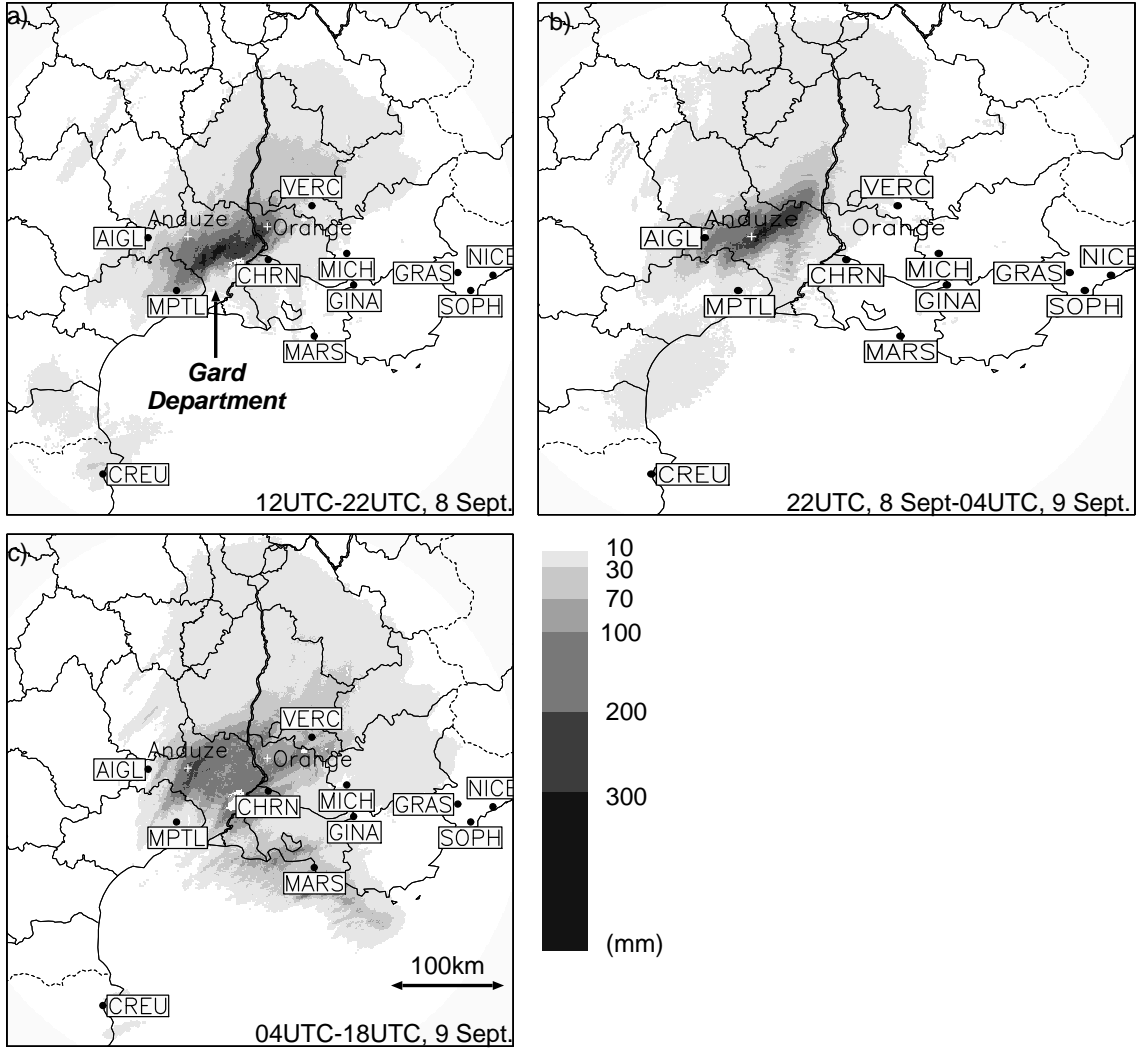 a)
VERC
Anduze
Orange
AIGL
MICH
NICE
CHRN
GRAS
MPTL
GINA
SOPH
MARS
Gard
Department
CREU
12UTC-22UTC, 8 Sept.
b)
VERC
Anduze
Orange
AIGL
MICH
NICE
CHRN
GRAS
MPTL
GINA
SOPH
MARS
CREU
22UTC, 8 Sept-04UTC, 9 Sept.
c)
VERC
Anduze
Orange
AIGL
MICH
NICE
CHRN
GRAS
MPTL
GINA
SOPH
MARS
100km
CREU
04UTC-18UTC, 9 Sept.
10
30
70
100
200
300
(mm)